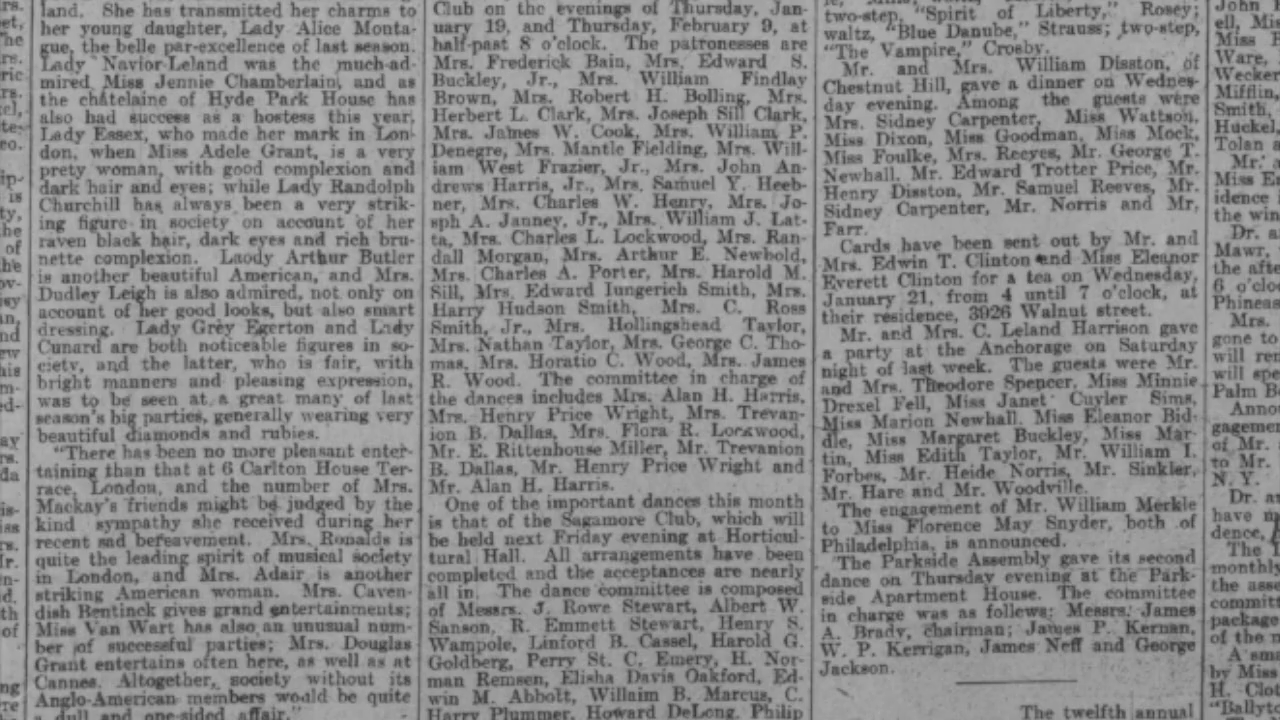 land. She has transmitted her charms to
her young daughter, Lady Alice Monta-
gue, the belle par-excellence of last season.
Lady Navior-Leland was the much-ad-
mired Miss Jennie Chamberlain, and as
the châtelaine of Hyde Park House has
also had success as a hostess this year.
Lady Essex, who made her mark in Lon-
don, when Miss Adele Grant, is a very
prety woman, with good complexion and
dark hair and eyes; while Lady Randolph
Churchill has always been a very strik-
ing figure in society on account of her
raven black hair, dark eyes and rich bru-
nette complexion. Laody Arthur Butler
is another beautiful American, and Mrs.
Dudley Leigh is also admired, not only on
account of her good looks, but also smart
dressing. Lady Grey Egerton and Lady
Cunard are both noticeable figures in so-
ciety, and the latter, who is fair, with
bright manners and pleasing expression,
was to be seen at a great many of last
season's big parties, generally wearing very
beautiful diamonds and rubies.
"There has been no more pleasant enter-
taining than that at 6 Carlton House Ter-
race, London, and the number of Mrs.
Mackay's friends might be judged by the
kind sympathy she received during her
recent sad befeavement. Mrs. Ronalds is
quite the leading spirit of musical society
in London, and Mrs. Adair is another
striking American woman. Mrs. Caven-
dish Bentinck gives grand entertainments;
Miss Van Wart has also an unusual num-
ber of successful parties; Mrs. Douglas
Grant entertains often here, as well as at
Cannes. Altogether, society without its
Anglo-American members would be quite
a dull and one-sided affair."
Club on the evenings of Thursday, Jan-
uary 19, and Thursday, February 9, at
half-past 8 o'clock. The patronesses are
Mrs. Frederick Bain, Mrs. Edward S.
Buckley, Jr., Mrs. William Findlay
Brown, Mrs. Robert H. Bolling, Mrs.
Herbert L. Clark, Mrs. Joseph Sill Clark,
Mrs. James W. Cook, Mrs. William P.
Denegre, Mrs. Mantle Fielding, Mrs. Will-
iam West Frazier, Jr., Mrs. John An-
drews Harris, Jr., Mrs. Samuel Y. Heeb-
ner, Mrs. Charles W. Henry, Mrs. Jo-
sph A. Janney, Jr., Mrs. William J. Lat-
ta, Mrs. Charles L. Lockwood, Mrs. Ran-
dall Morgan, Mrs. Arthur E. Newbold,
Mrs. Charles A. Porter, Mrs. Harold M.
Sill, Mrs. Edward Iungerich Smith, Mrs.
Harry Hudson Smith, Mrs. C. Ross
Smith, Jr., Mrs. Hollingshead Taylor,
Mrs. Nathan Taylor, Mrs. George C. Tho-
mas, Mrs. Horatio C. Wood, Mrs. James
R. Wood. The committee in charge of
the dances includes Mrs. Alan H. Harris,
Mrs. Henry Price Wright, Mrs. Trevan-
ion B. Dallas, Mrs. Flora R. Lockwood,
Mr. E. Rittenhouse Miller, Mr. Trevanion
B. Dallas, Mr. Henry Price Wright and
Mr. Alan H. Harris.
One of the important dances this month
is that of the Sagamore Club, which will
be held next Friday evening at Horticul-
tural Hall. All arrangements have been
completed and the acceptances are nearly
all in. The dance committee is composed
of Messrs. J. Rowe Stewart, Albert W.
Sanson, R. Emmett Stewart, Henry S.
Wampole, Linford B. Cassel, Harold G.
Goldberg, Perry St. C. Emery, H. Nor-
man Remsen, Elisha Davis Oakford, Ed-
win M. Abbott, Willaim B. Marcus, C.
Harry Plummer, Howard DeLong, Philip
two-step, "Spirit of Liberty," Rosey;
waltz, "Blue Danube," Strauss; two-step,
"The Vampire," Crosby.
Mr. and Mrs. William Disston, of
Chestnut Hill, gave a dinner on Wednes-
day evening. Among the guests were
Mrs. Sidney Carpenter, Miss Wattson,
Miss Dixon, Miss Goodman, Miss Mock,
Miss Foulke, Mrs. Reeves, Mr. George T.
Newhall, Mr. Edward Trotter Price, Mr.
Henry Disston, Mr. Samuel Reeves, Mr.
Sidney Carpenter, Mr. Norris and Mr.
Farr.
Cards have been sent out by Mr. and
Mrs. Edwin T. Clinton and Miss Eleanor
Everett Clinton for a tea on Wednesday,
January 21, from 4 until 7 o'clock, at
their residence, 3926 Walnut street.
Mr. and Mrs. C. Leland Harrison gave
a party at the Anchorage on Saturday
night of last week. The guests were Mr.
and Mrs. Theodore Spencer, Miss Minnie
Drexel Fell, Miss Janet Cuyler Sims,
Miss Marion Newhall, Miss Eleanor Bid-
dle, Miss Margaret Buckley, Miss Mar-
tin, Miss Edith Taylor, Mr. William I.
Forbes, Mr. Heide Norris, Mr. Sinkler,
Mr. Hare and Mr. Woodville.
The engagement of Mr. William Merkle
to Miss Florence May Snyder, both of
Philadelphia, is announced.
The Parkside Assembly gave its second
dance on Thursday evening at the Park-
side Apartment House. The committee
in charge was as follews: Messrs. James
A. Brady, chairman; James P. Kernan,
W. P. Kerrigan, James Neff and George
Jackson.
The twelfth annual